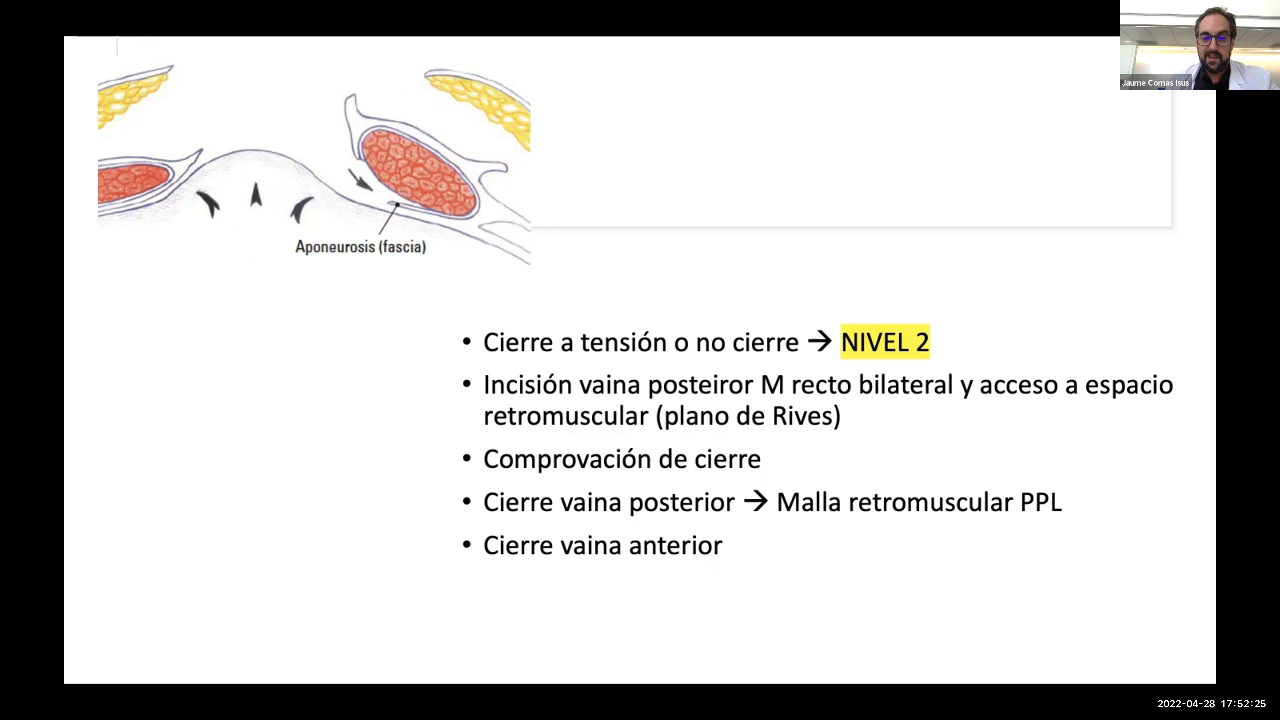 Jaume Comas Isus
Aponeurosis (fascia)
• Cierre a tensión o no cierre → NIVEL 2
• Incisión vaina posteiror M recto bilateral y acceso a espacio
retromuscular (plano de Rives)
• Comprovación de cierre
• Cierre vaina posterior → Malla retromuscular PPL
• Cierre vaina anterior
2022-04-28 17:52:25